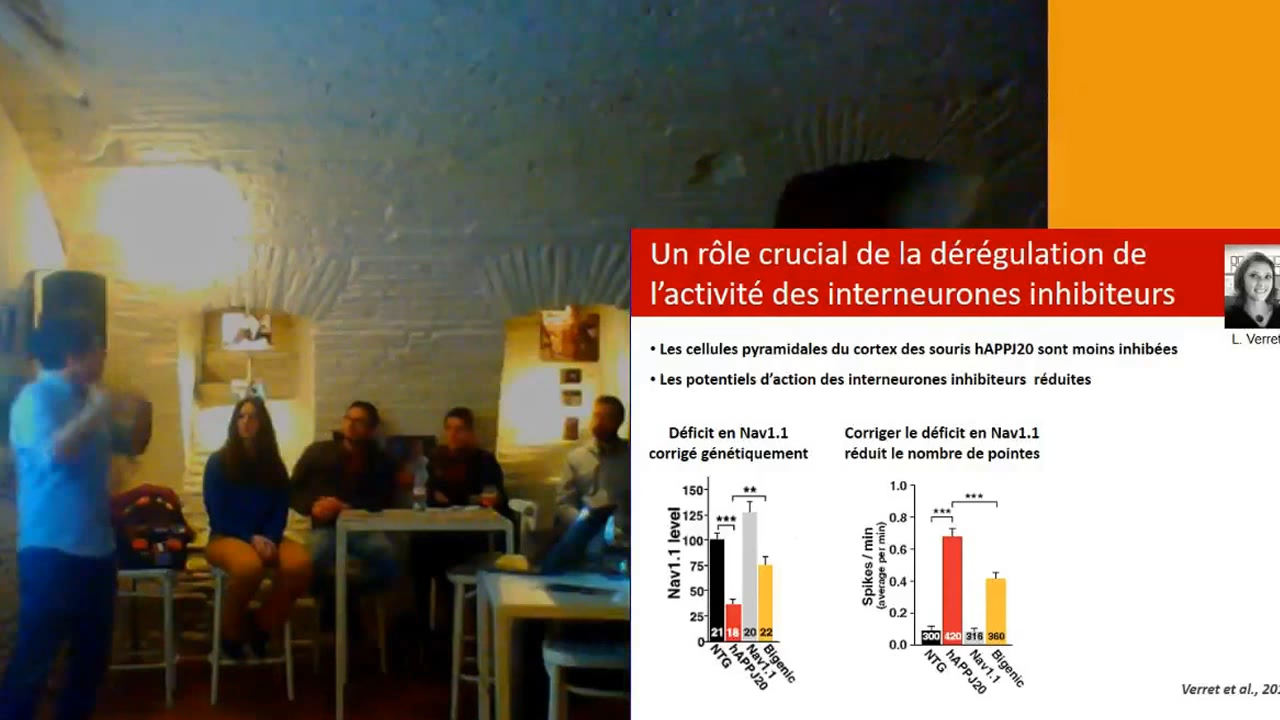 Un rôle crucial de la dérégulation de
l'activité des interneurones inhibiteurs
L. Verret
• Les cellules pyramidales du cortex des souris hAPPJ20 sont moins inhibées
• Les potentiels d'action des interneurones inhibiteurs réduites
Déficit en Nav1.1
corrigé génétiquement
Corriger le déficit en Nav1.1
réduit le nombre de pointes
Nav1.1 level
150
125
100
75
50
25
0
***
**
21 18 20 22
NTG
hAPPJ20
Nav1.1
Bigenic
Spikes / min
(average per min)
1.0
0.8
0.6
0.4
0.2
0.0
***
***
300 420 316 360
NTG
hAPPJ20
Nav1.1
Bigenic
Verret et al.,